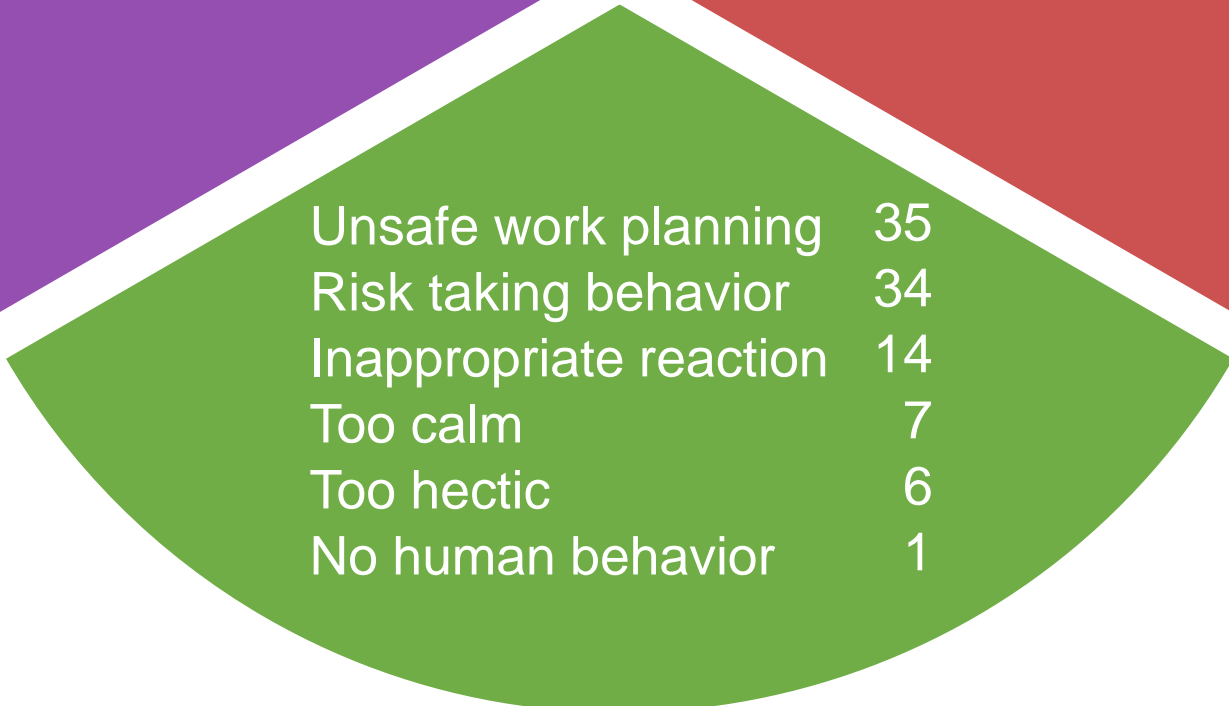 Unsafe work planning 35
Risk taking behavior 34
Inappropriate reaction 14
Too calm 7
Too hectic 6
No human behavior 1